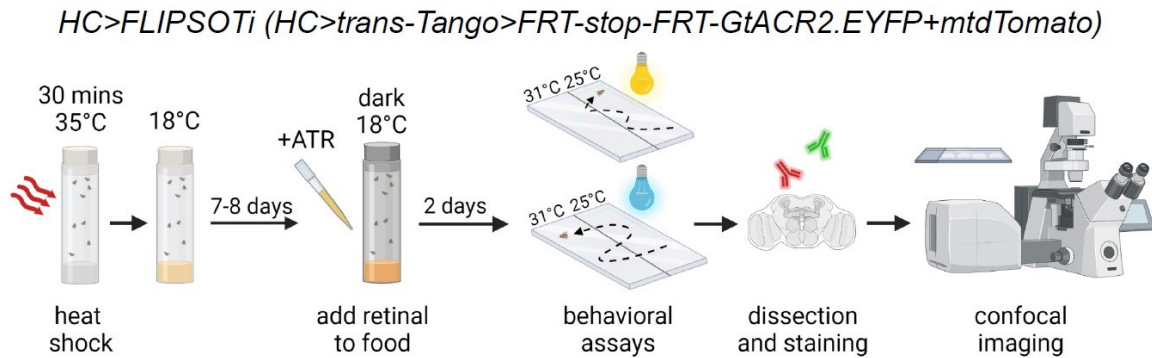 HC>FLIPSOTi (HC>trans-Tango>FRT-stop-FRT-GtACR2.EYFP+mtdTomato)
30 mins
35°C
18°C
7-8 days
+ATR
dark
18°C
2 days
31°C 25°C
31°C 25°C
heat
shock
add retinal
to food
behavioral
assays
dissection
and staining
confocal
imaging